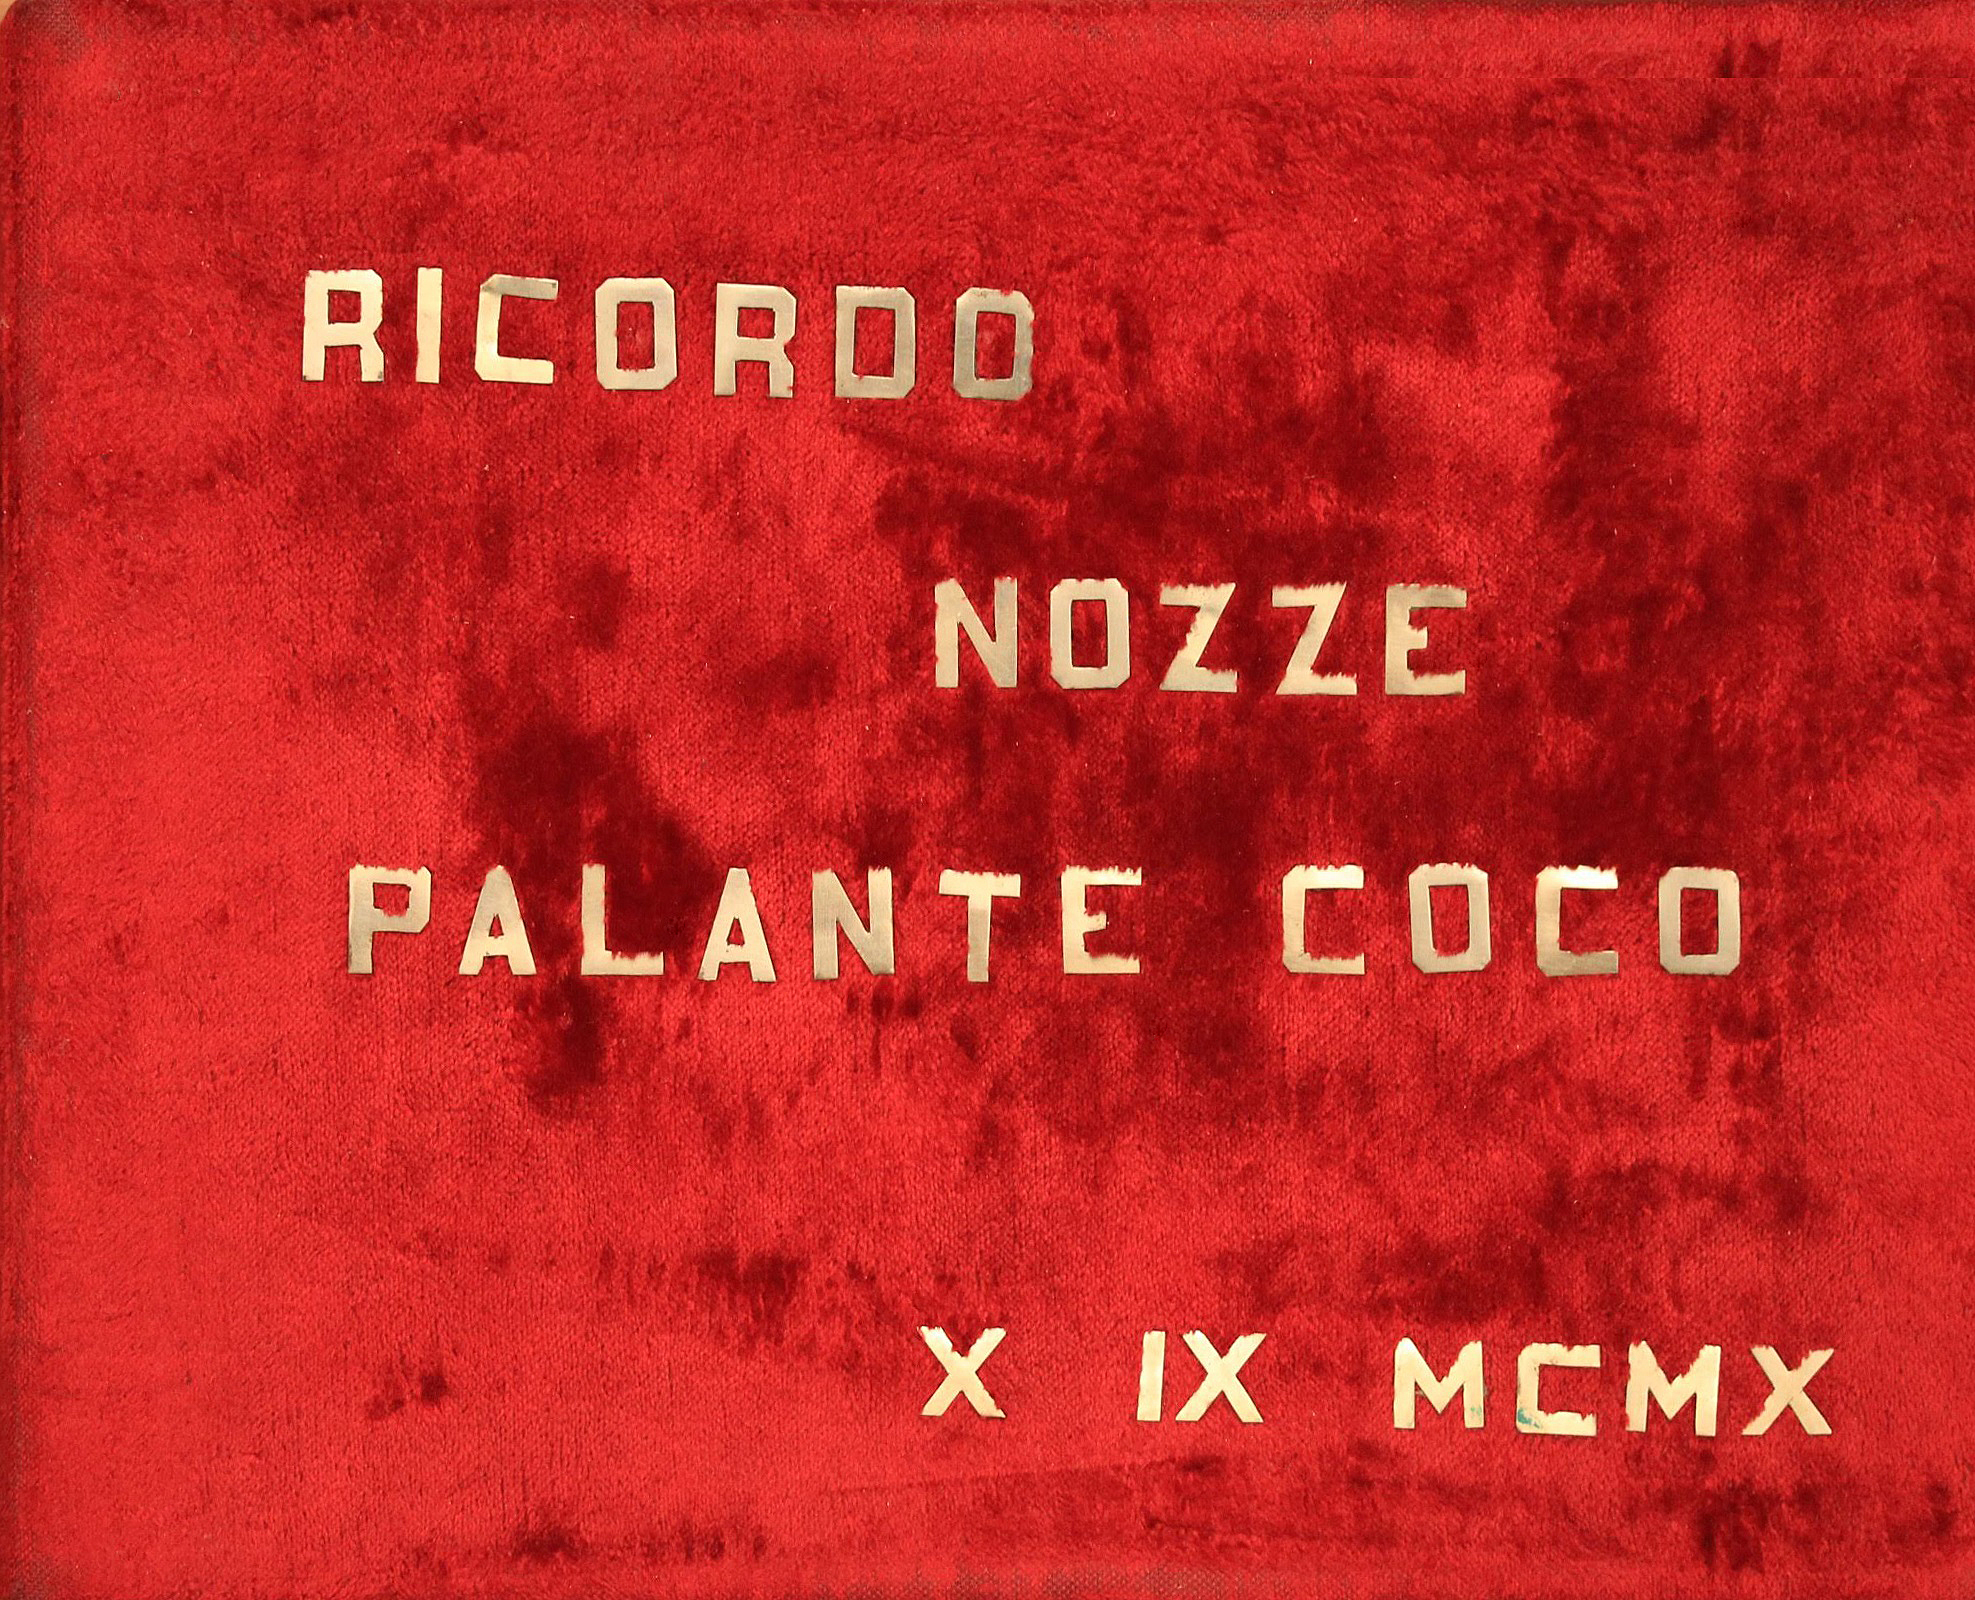 RICORDO
NOZZE
PALANTE COCO
X IX MCMX